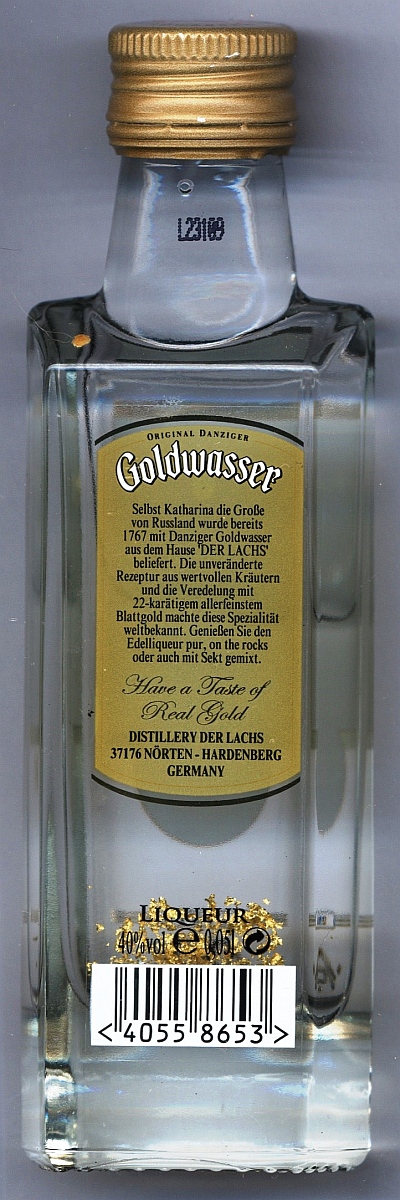 L23109
ORIGINAL DANZIGER
Goldwasser
Selbst Katharina die Große
von Russland wurde bereits
1767 mit Danziger Goldwasser
aus dem Hause 'DER LACHS'
beliefert. Die unveränderte
Rezeptur aus wertvollen Kräutern
und die Veredelung mit
22-karätigem allerfeinstem
Blattgold machte diese Spezialität
weltbekannt. Genießen Sie den
Edelliqueur pur, on the rocks
oder auch mit Sekt gemixt.
Have a Taste of
Real Gold
DISTILLERY DER LACHS
37176 NÖRTEN - HARDENBERG
GERMANY
LIQUEUR
40%vol e 0,05l
<4055 8653>